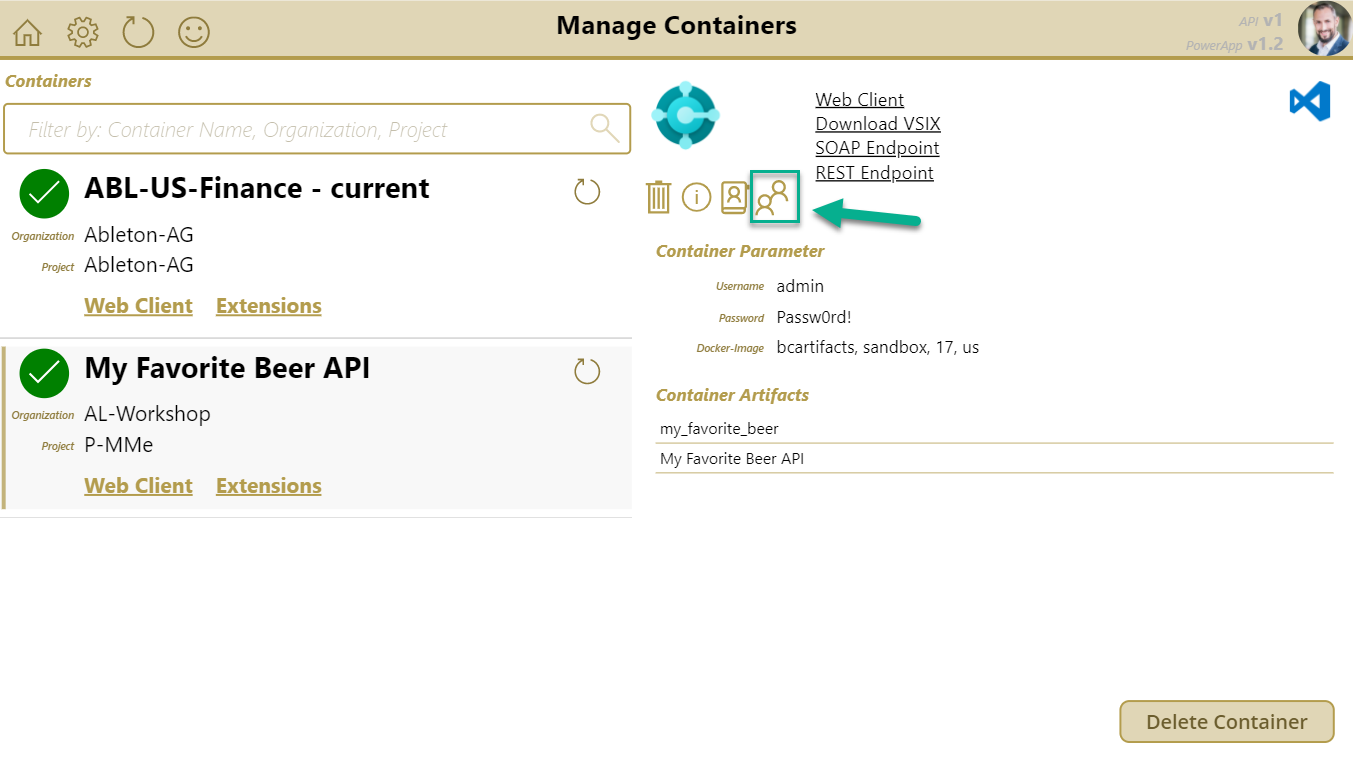 Manage Containers
API v1
PowerApp v1.2
Containers
Filter by: Container Name, Organization, Project
ABL-US-Finance - current
Organization Ableton-AG
Project Ableton-AG
Web Client Extensions
My Favorite Beer API
Organization AL-Workshop
Project P-MMe
Web Client Extensions
Web Client
Download VSIX
SOAP Endpoint
REST Endpoint
Container Parameter
Username admin
Password Passw0rd!
Docker-Image bcartifacts, sandbox, 17, us
Container Artifacts
my_favorite_beer
My Favorite Beer API
Delete Container